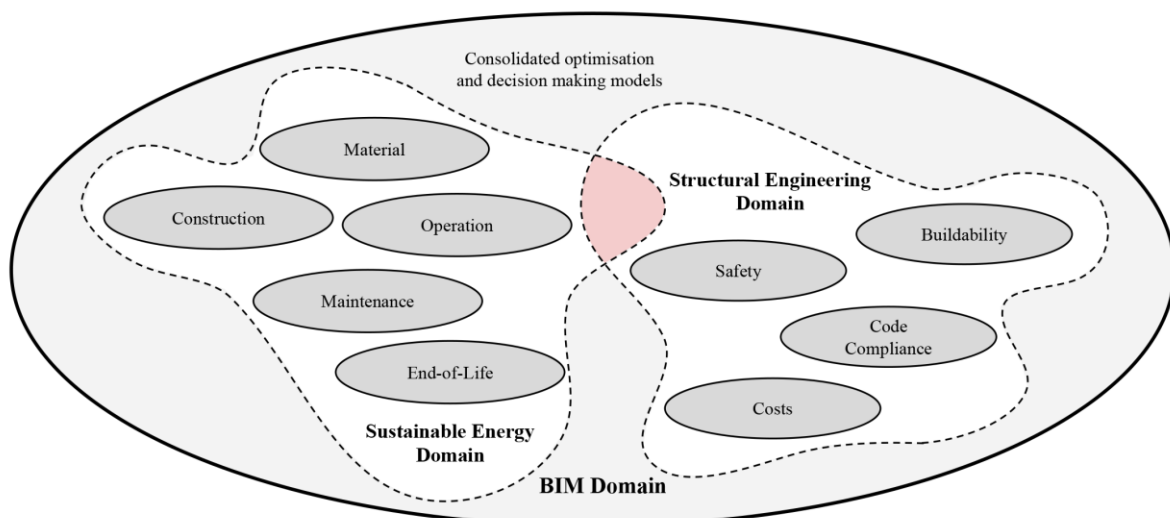 Consolidated optimisation
and decision making models
Material
Construction
Operation
Maintenance
End-of-Life
Sustainable Energy
Domain
Structural Engineering
Domain
Buildability
Safety
Code
Compliance
Costs
BIM Domain